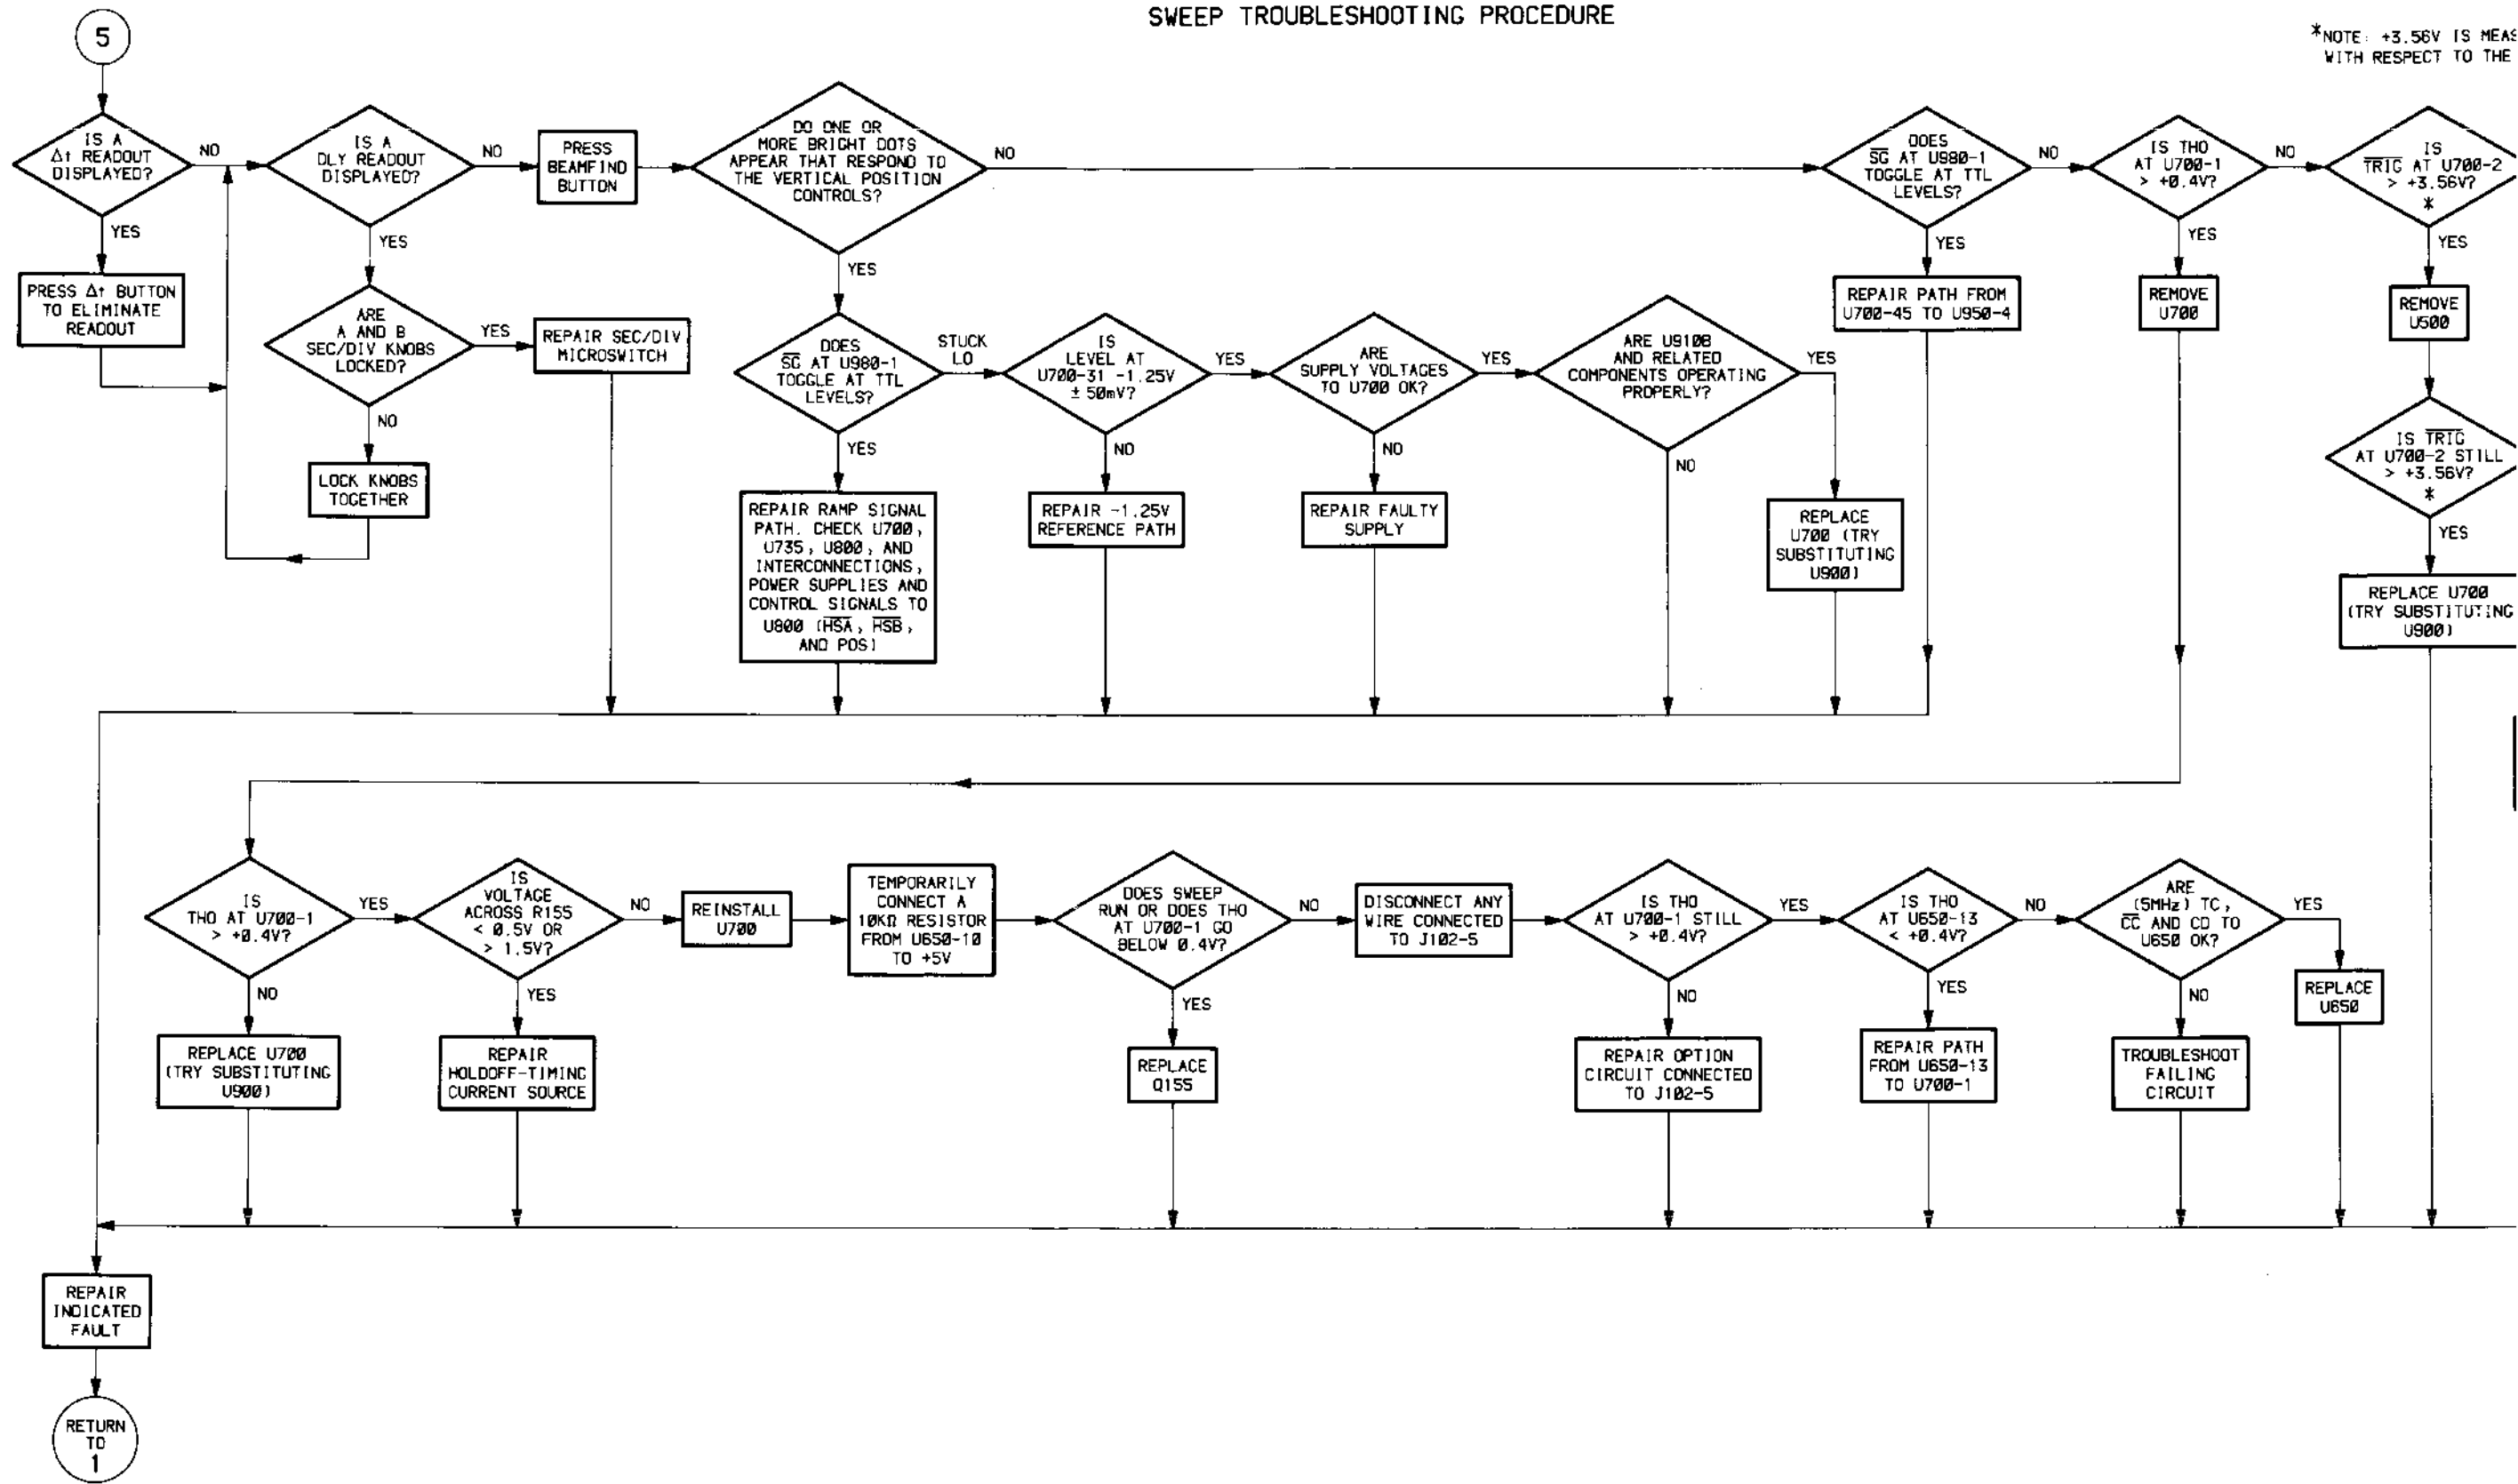 SWEEP TROUBLESHOOTING PROCEDURE
*NOTE: +3.56V IS
WITH RESPECT TO THE
5
IS A
Δt READOUT
DISPLAYED?
NO
YES
PRESS Δt BUTTON
TO ELIMINATE
READOUT
IS A
DLY READOUT
DISPLAYED?
NO
YES
ARE
A AND B
SEC/DIV KNOBS
LOCKED?
YES
NO
REPAIR SEC/DIV
MICROSWITCH
LOCK KNOBS
TOGETHER
PRESS
BEAMFIND
BUTTON
DO ONE OR
MORE BRIGHT DOTS
APPEAR THAT RESPOND TO
THE VERTICAL POSITION
CONTROLS?
NO
YES
DOES
S̅G̅ AT U980-1
TOGGLE AT TTL
LEVELS?
STUCK
LO
YES
REPAIR RAMP SIGNAL
PATH. CHECK U700,
U735, U800, AND
INTERCONNECTIONS,
POWER SUPPLIES AND
CONTROL SIGNALS TO
U800 (H̅S̅A̅, H̅S̅B̅,
AND POS)
IS
LEVEL AT
U700-31 -1.25V
± 50mV?
YES
NO
REPAIR -1.25V
REFERENCE PATH
ARE
SUPPLY VOLTAGES
TO U700 OK?
YES
NO
REPAIR FAULTY
SUPPLY
ARE U910B
AND RELATED
COMPONENTS OPERATING
PROPERLY?
YES
NO
REPLACE
U700 (TRY
SUBSTITUTING
U900)
DOES
S̅G̅ AT U980-1
TOGGLE AT TTL
LEVELS?
NO
YES
REPAIR PATH FROM
U700-45 TO U950-4
IS THO
AT U700-1
> +0.4V?
NO
YES
REMOVE
U700
IS
T̅R̅I̅G̅ AT U700-2
> +3.56V?
*
YES
REMOVE
U500
IS T̅R̅I̅G̅
AT U700-2 STILL
> +3.56V?
*
YES
REPLACE U700
(TRY SUBSTITUTING
U900)
IS
THO AT U700-1
> +0.4V?
YES
NO
REPLACE U700
(TRY SUBSTITUTING
U900)
IS
VOLTAGE
ACROSS R155
< 0.5V OR
> 1.5V?
NO
YES
REPAIR
HOLDOFF-TIMING
CURRENT SOURCE
REINSTALL
U700
TEMPORARILY
CONNECT A
10KΩ RESISTOR
FROM U650-10
TO +5V
DOES SWEEP
RUN OR DOES THO
AT U700-1 GO
BELOW 0.4V?
NO
YES
REPLACE
Q155
DISCONNECT ANY
WIRE CONNECTED
TO J102-5
IS THO
AT U700-1 STILL
> +0.4V?
YES
NO
REPAIR OPTION
CIRCUIT CONNECTED
TO J102-5
IS THO
AT U650-13
< +0.4V?
NO
YES
REPAIR PATH
FROM U650-13
TO U700-1
ARE
(5MHz) TC,
C̅C̅ AND CD TO
U650 OK?
YES
NO
TROUBLESHOOT
FAILING
CIRCUIT
REPLACE
U650
REPAIR
INDICATED
FAULT
RETURN
TO
1